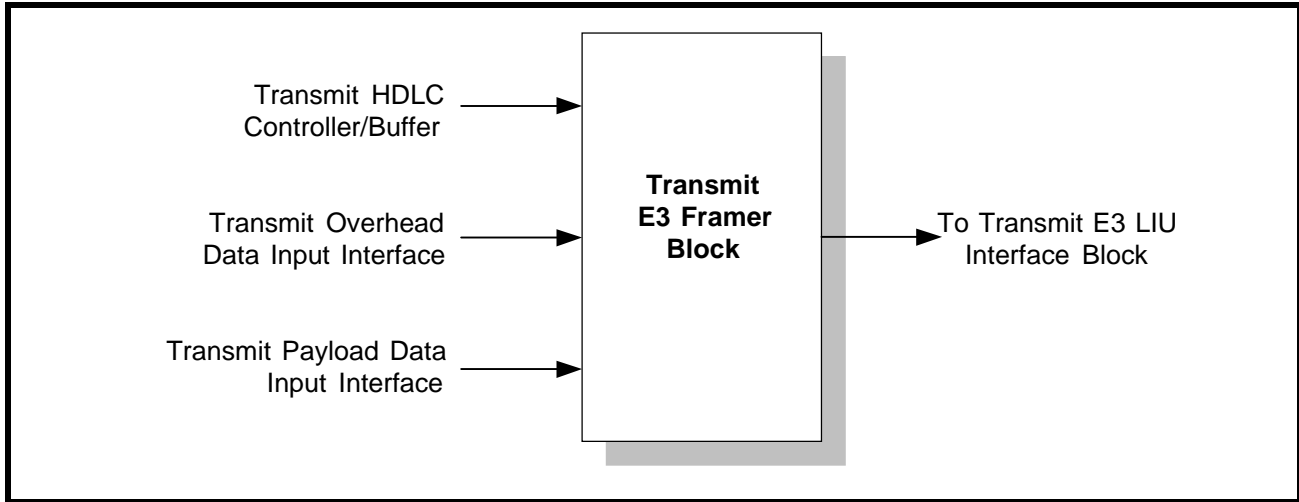 Transmit HDLC
Controller/Buffer
Transmit Overhead
Data Input Interface
Transmit Payload Data
Input Interface
Transmit
E3 Framer
Block
To Transmit E3 LIU
Interface Block